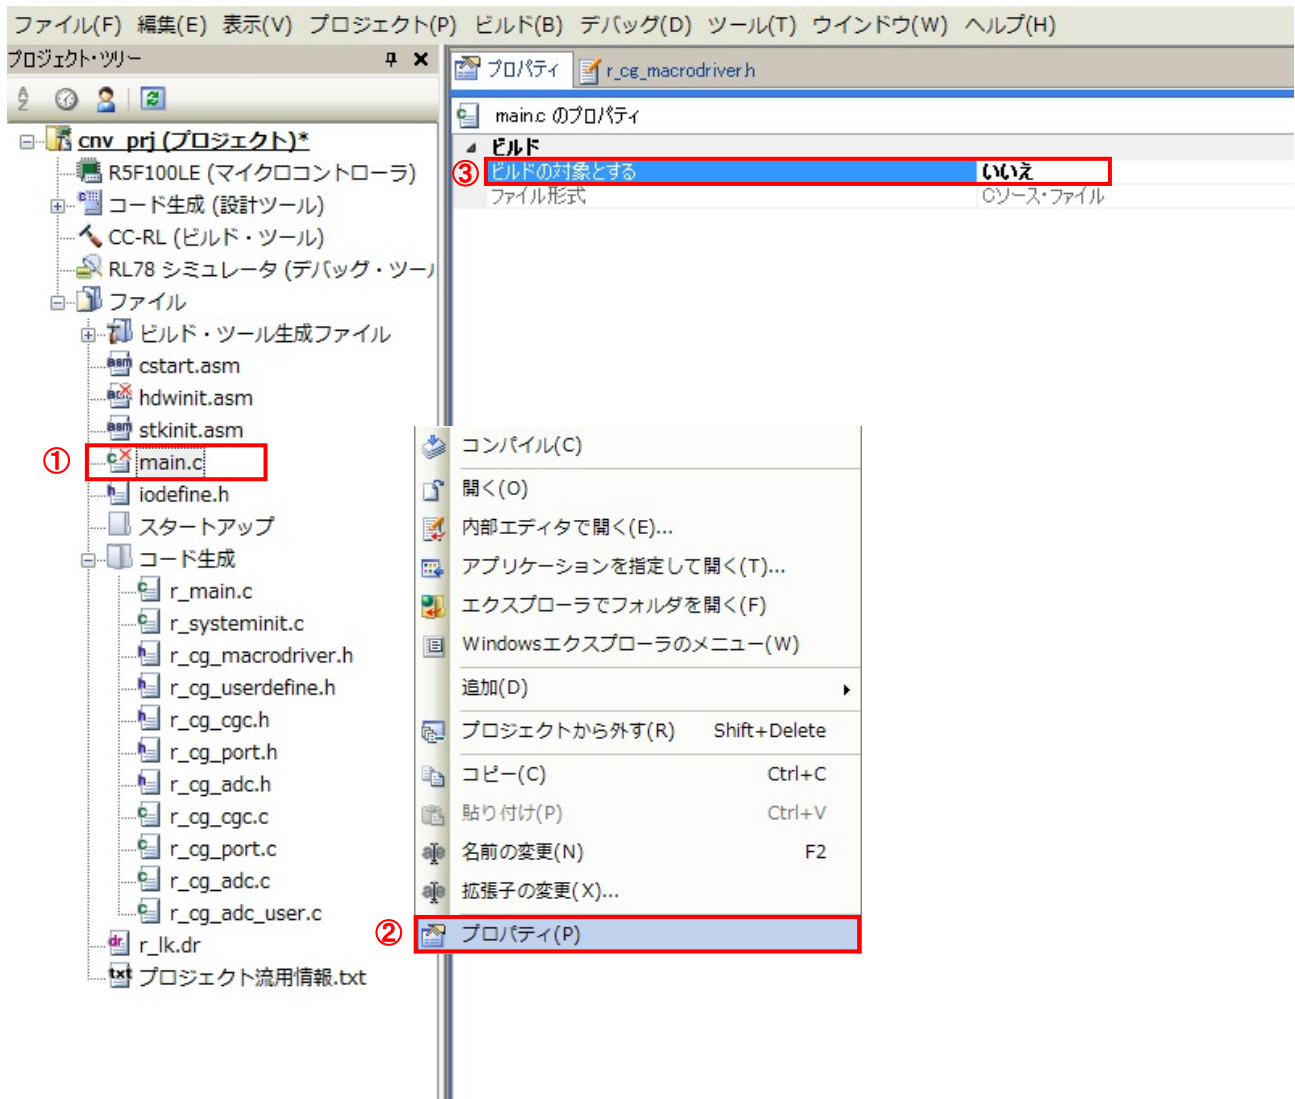 ファイル(F) 編集(E) 表示(V) プロジェクト(P) ビルド(B) デバッグ(D) ツール(T) ウインドウ(W) ヘルプ(H)
プロジェクト・ツリー
cnv_prj (プロジェクト)*
R5F100LE (マイクロコントローラ)
コード生成 (設計ツール)
CC-RL (ビルド・ツール)
RL78 シミュレータ (デバッグ・ツール
ファイル
ビルド・ツール生成ファイル
cstart.asm
hdwinit.asm
stkinit.asm
① main.c
iodefine.h
スタートアップ
コード生成
r_main.c
r_systeminit.c
r_cg_macrodriver.h
r_cg_userdefine.h
r_cg_cgc.h
r_cg_port.h
r_cg_adc.h
r_cg_cgc.c
r_cg_port.c
r_cg_adc.c
r_cg_adc_user.c
r_lk.dr
プロジェクト流用情報.txt
プロパティ r_cg_macrodriver.h
main.c のプロパティ
ビルド
③ ビルドの対象とする いいえ
ファイル形式 Cソース・ファイル
コンパイル(C)
開く(O)
内部エディタで開く(E)...
アプリケーションを指定して開く(T)...
エクスプローラでフォルダを開く(F)
Windowsエクスプローラのメニュー(W)
追加(D)
プロジェクトから外す(R) Shift+Delete
コピー(C) Ctrl+C
貼り付け(P) Ctrl+V
名前の変更(N) F2
拡張子の変更(X)...
② プロパティ(P)